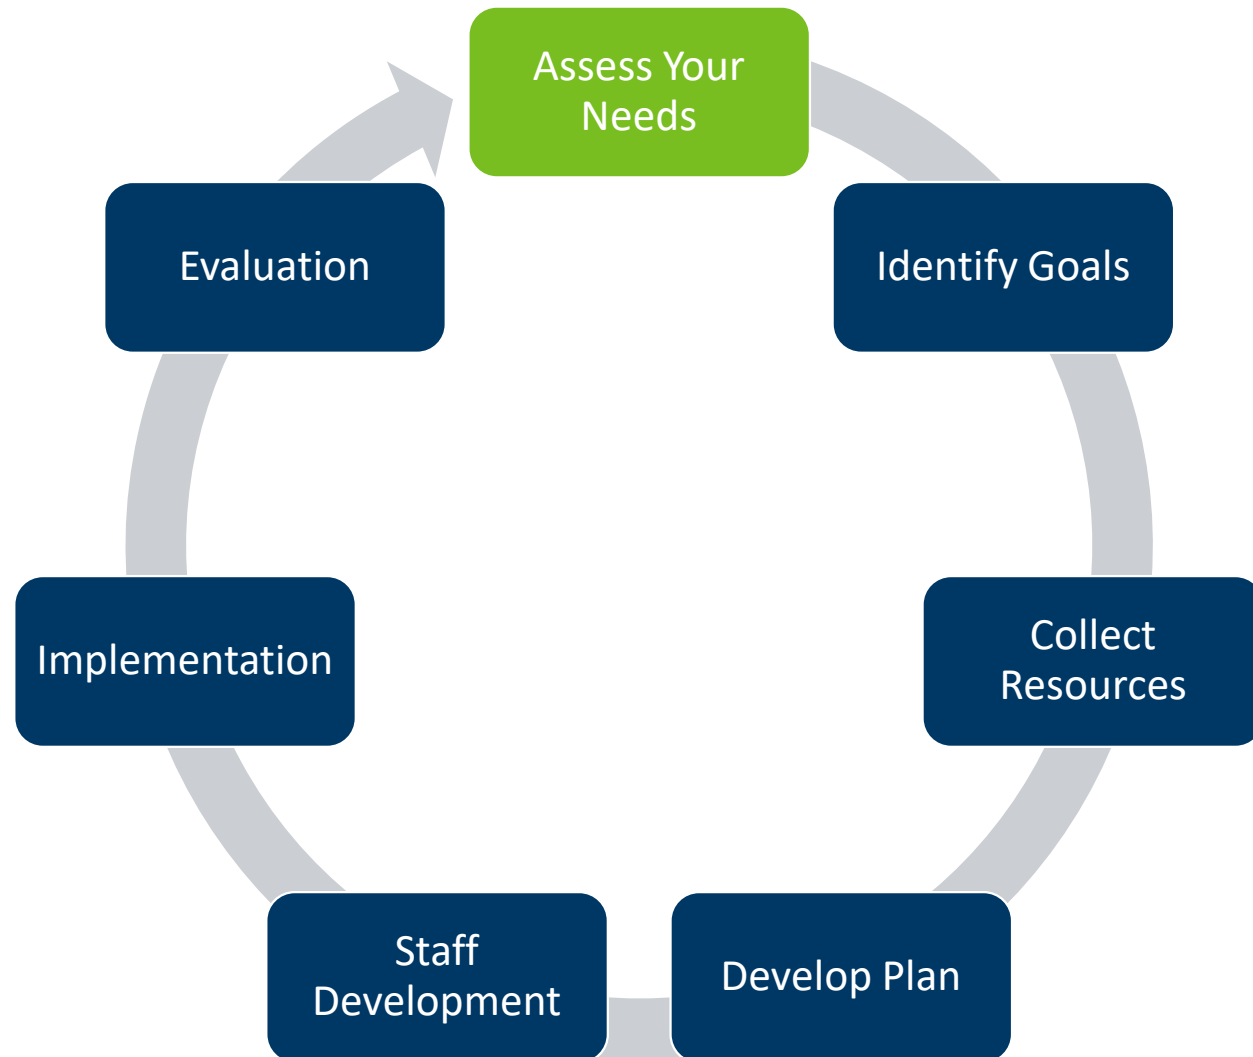 Assess Your
Needs
Identify Goals
Collect
Resources
Develop Plan
Staff
Development
Implementation
Evaluation